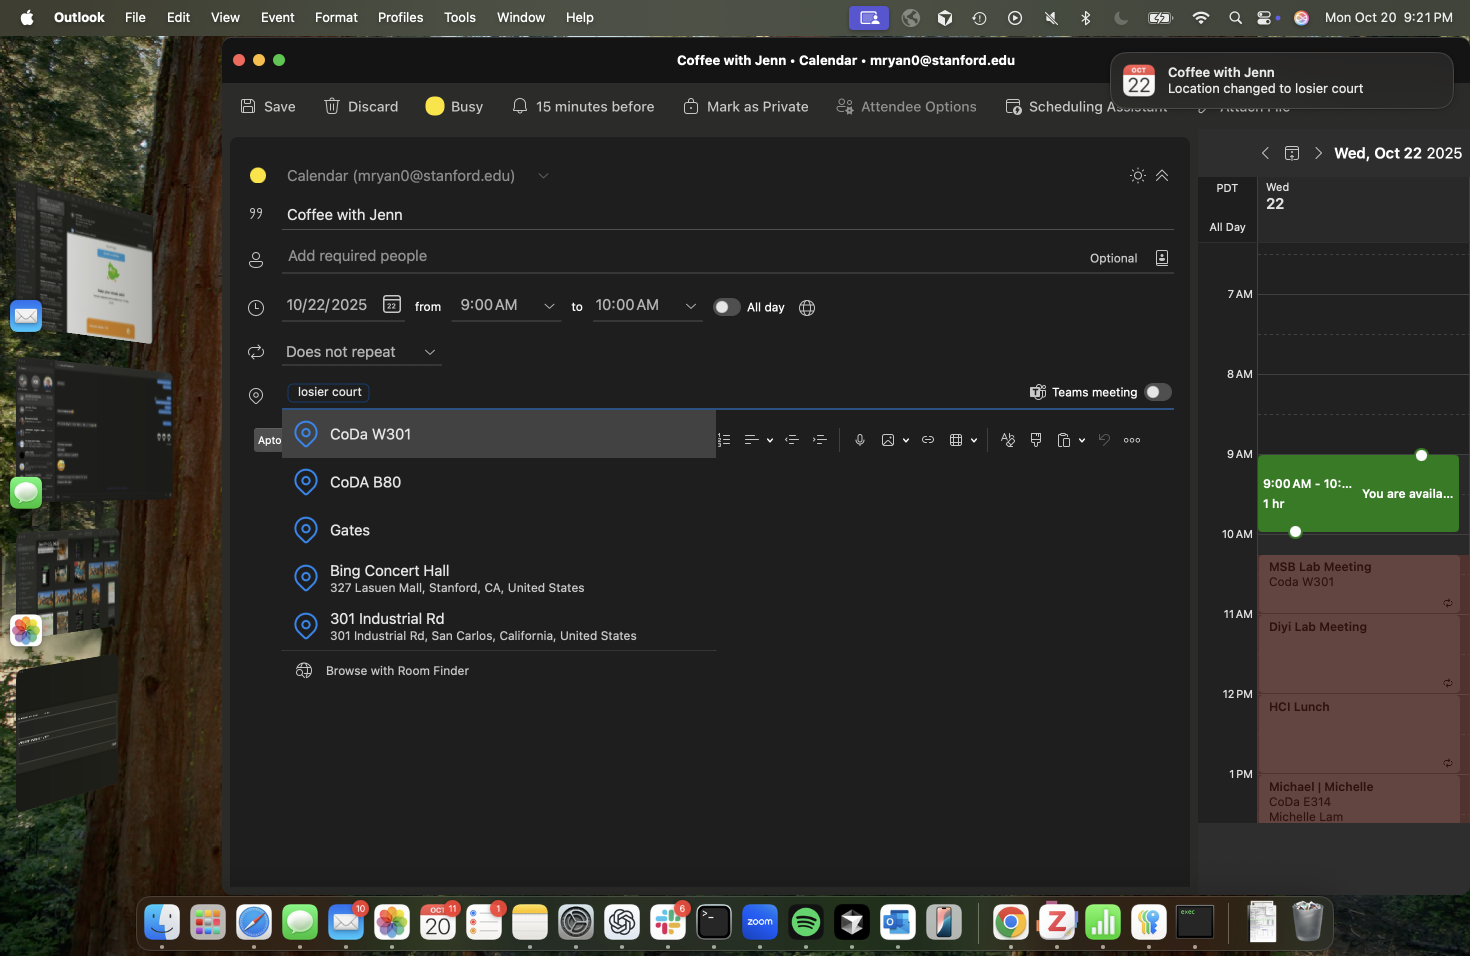 Outlook File Edit View Event Format Profiles Tools Window Help Mon Oct 20 9:21 PM
Coffee with Jenn • Calendar • mryan0@stanford.edu
OCT
22
Coffee with Jenn
Location changed to losier court
Save Discard Busy 15 minutes before Mark as Private Attendee Options Scheduling Assistant Attach File
Calendar (mryan0@stanford.edu)
Coffee with Jenn
Add required people Optional
10/22/2025 22 from 9:00 AM to 10:00 AM All day
Does not repeat
losier court Teams meeting
Apto
CoDa W301
CoDA B80
Gates
Bing Concert Hall
327 Lasuen Mall, Stanford, CA, United States
301 Industrial Rd
301 Industrial Rd, San Carlos, California, United States
Browse with Room Finder
Wed, Oct 22 2025
PDT
Wed
22
All Day
7 AM
8 AM
9 AM
9:00 AM - 10:...
1 hr
You are availa...
10 AM
MSB Lab Meeting
Coda W301
11 AM
Diyi Lab Meeting
12 PM
HCI Lunch
1 PM
Michael | Michelle
CoDa E314
Michelle Lam
10
OCT
20
11
1
6
zoom
Z
exec